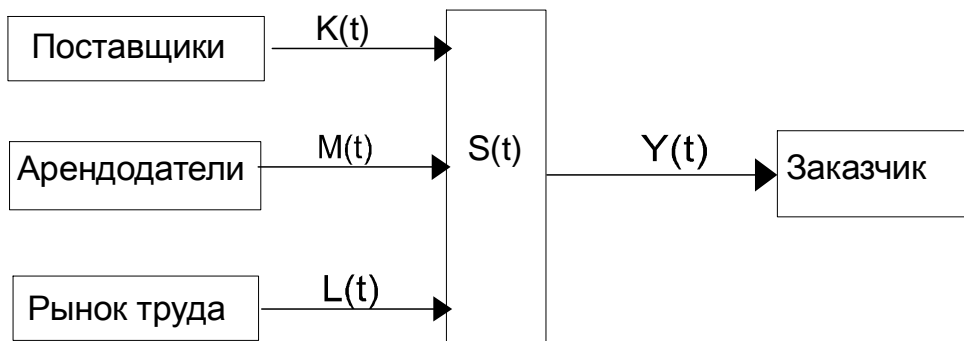 Поставщики
K(t)
Арендодатели
M(t)
S(t)
Y(t)
Заказчик
Рынок труда
L(t)